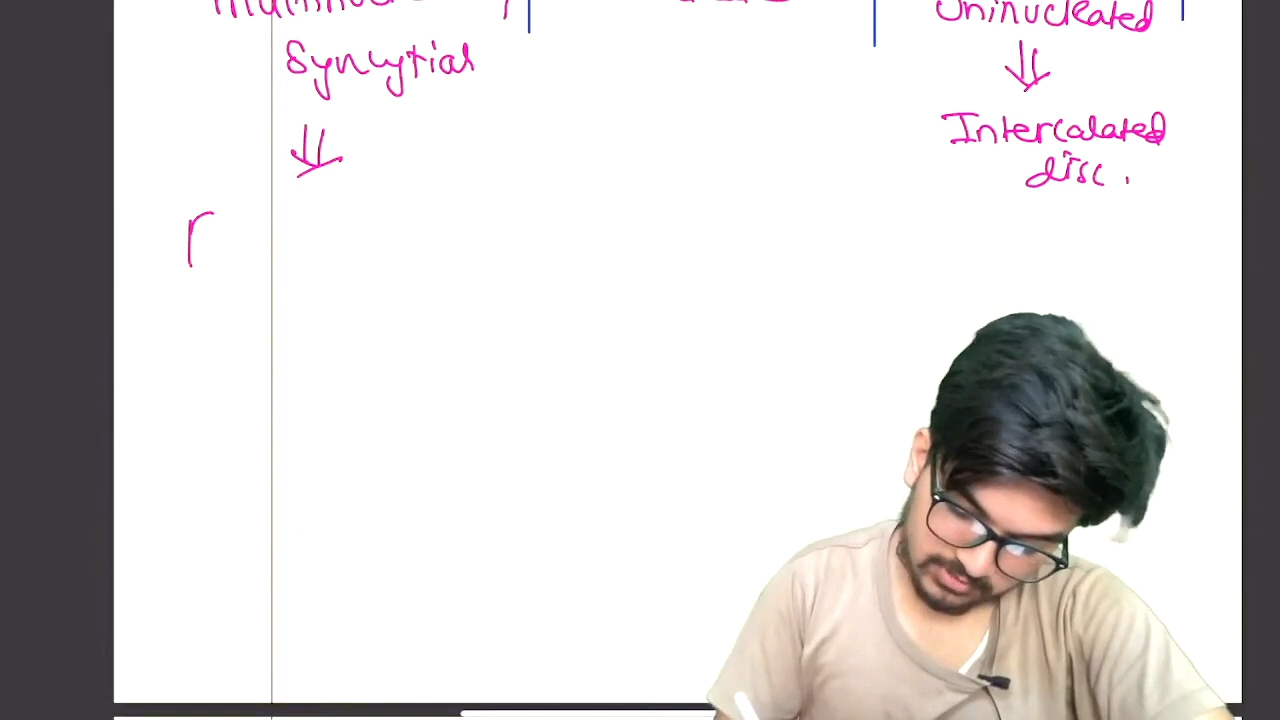 Uninucleated
Syncytial
Intercalated
disc.
r